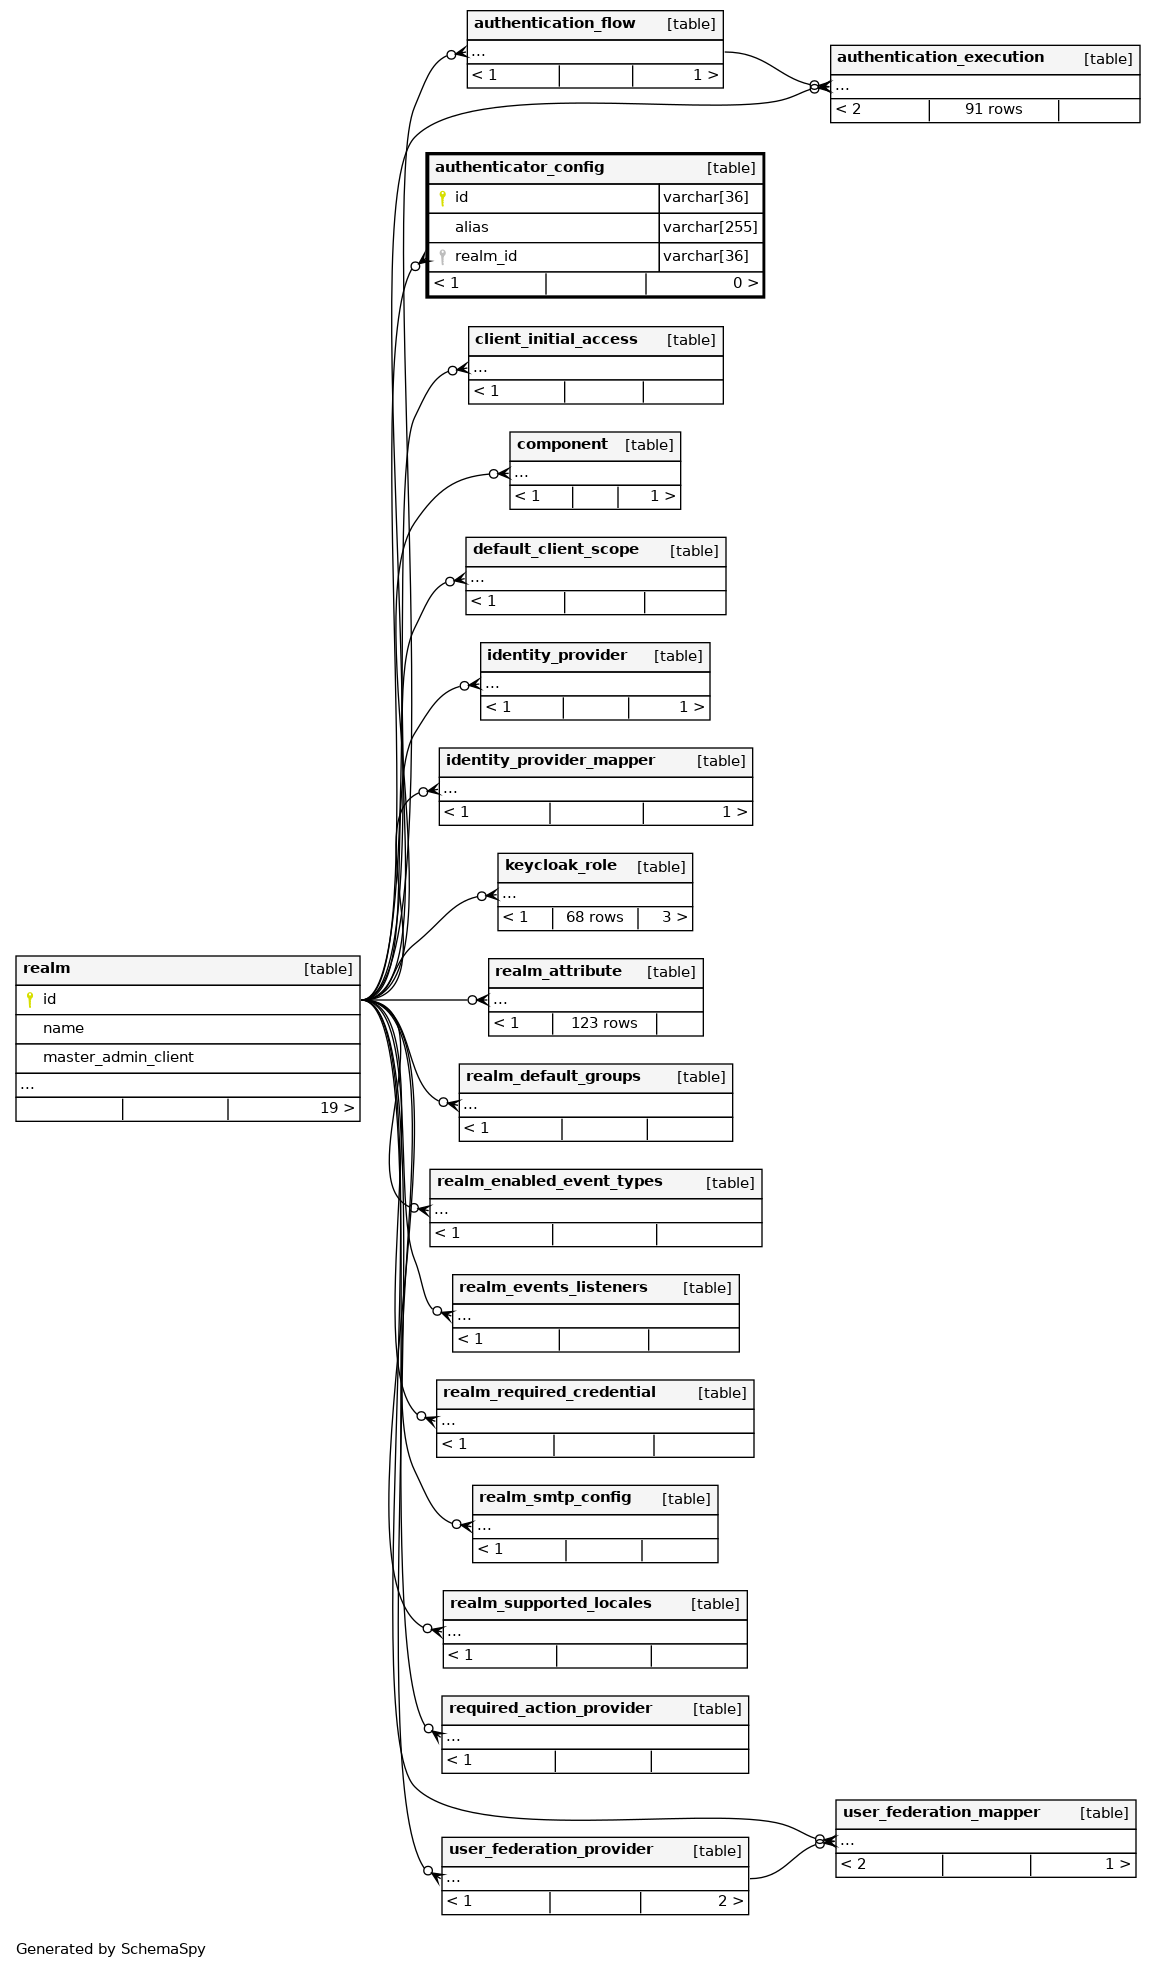 authentication_flow [table]
...
< 1 1 >
authentication_execution [table]
...
< 2 91 rows
authenticator_config [table]
id varchar[36]
alias varchar[255]
realm_id varchar[36]
< 1 0 >
client_initial_access [table]
...
< 1
component [table]
...
< 1 1 >
default_client_scope [table]
...
< 1
identity_provider [table]
...
< 1 1 >
identity_provider_mapper [table]
...
< 1 1 >
keycloak_role [table]
...
< 1 68 rows 3 >
realm [table]
id
name
master_admin_client
...
19 >
realm_attribute [table]
...
< 1 123 rows
realm_default_groups [table]
...
< 1
realm_enabled_event_types [table]
...
< 1
realm_events_listeners [table]
...
< 1
realm_required_credential [table]
...
< 1
realm_smtp_config [table]
...
< 1
realm_supported_locales [table]
...
< 1
required_action_provider [table]
...
< 1
user_federation_mapper [table]
...
< 2 1 >
user_federation_provider [table]
...
< 1 2 >
Generated by SchemaSpy